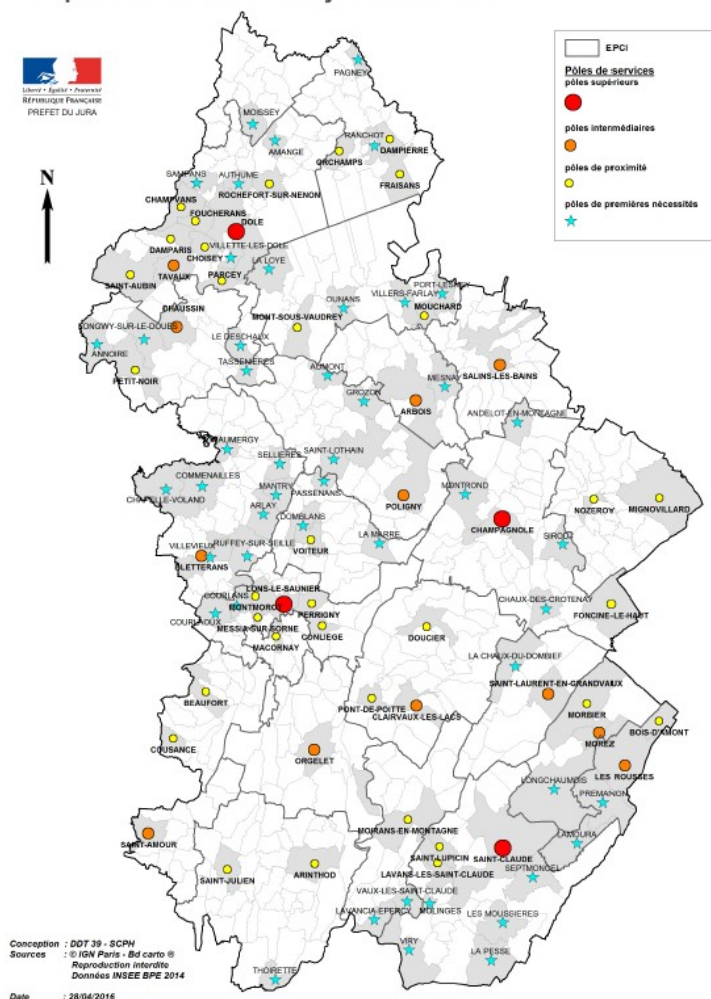 Liberté • Égalité • Fraternité
RÉPUBLIQUE FRANÇAISE
PREFET DU JURA
N
EPCI
Pôles de services
pôles supérieurs
pôles intermédiaires
pôles de proximité
pôles de premières nécessités
PAGNEY
MOISSEY
AMANGE
RANCHOT
DAMPIERRE
ORCHAMPS
FRAISANS
SAMPANS
AUTHUME
ROCHEFORT-SUR-NENON
CHAMPVANS
FOUCHERANS
DOLE
DAMPARIS
CHOISEY
VILLETTE-LES-DOLE
TAVAUX
LA LOYE
SAINT-AUBIN
PARCEY
CHAUSSIN
OUNANS
PORT-LESNEY
VILLERS-FARLAY
MOUCHARD
MONT-SOUS-VAUDREY
LONGWY-SUR-LE-DOUBS
ANNOIRE
LE DESCHAUX
TASSENIERES
PETIT-NOIR
AUMONT
MESNAY
SALINS-LES-BAINS
GROZON
ARBOIS
ANDELOT-EN-MONTAGNE
SELLIERES
SAINT-LOTHAIN
COMMENAILLES
CHAPELLE-VOLAND
MANTRY
PASSENANS
ARLAY
POLIGNY
MONTROND
CHAMPAGNOLE
NOZEROY
MIGNOVILLARD
DOMBLANS
VOITEUR
LA MARRE
SIROD
VILLEVIEUX
RUFFEY-SUR-SEILLE
BLETTERANS
LONS-LE-SAUNIER
COURLANS
MONTMOROT
PERRIGNY
COURLAOUX
MESSIA-SUR-SORNE
CONLIEGE
MACORNAY
CHAUX-DES-CROTENAY
FONCINE-LE-HAUT
DOUCIER
LA CHAUX-DU-DOMBIEF
SAINT-LAURENT-EN-GRANDVAUX
BEAUFORT
PONT-DE-POITTE
CLAIRVAUX-LES-LACS
MORBIER
BOIS-D'AMONT
COUSANCE
MOREZ
ORGELET
LES ROUSSES
LONGCHAUMOIS
PREMANON
MOIRANS-EN-MONTAGNE
SAINT-AMOUR
LAMOURA
SAINT-LUPICIN
SAINT-CLAUDE
SAINT-JULIEN
ARINTHOD
LAVANS-LES-SAINT-CLAUDE
SEPTMONCEL
VAUX-LES-SAINT-CLAUDE
LAVANCIA-EPERCY
MOLINGES
LES MOUSSIERES
VIRY
LA PESSE
THOIRETTE
Conception : DDT 39 - SCPH
Sources : © IGN Paris - Bd carto ®
Reproduction interdite
Données INSEE BPE 2014
Date : 28/04/2016